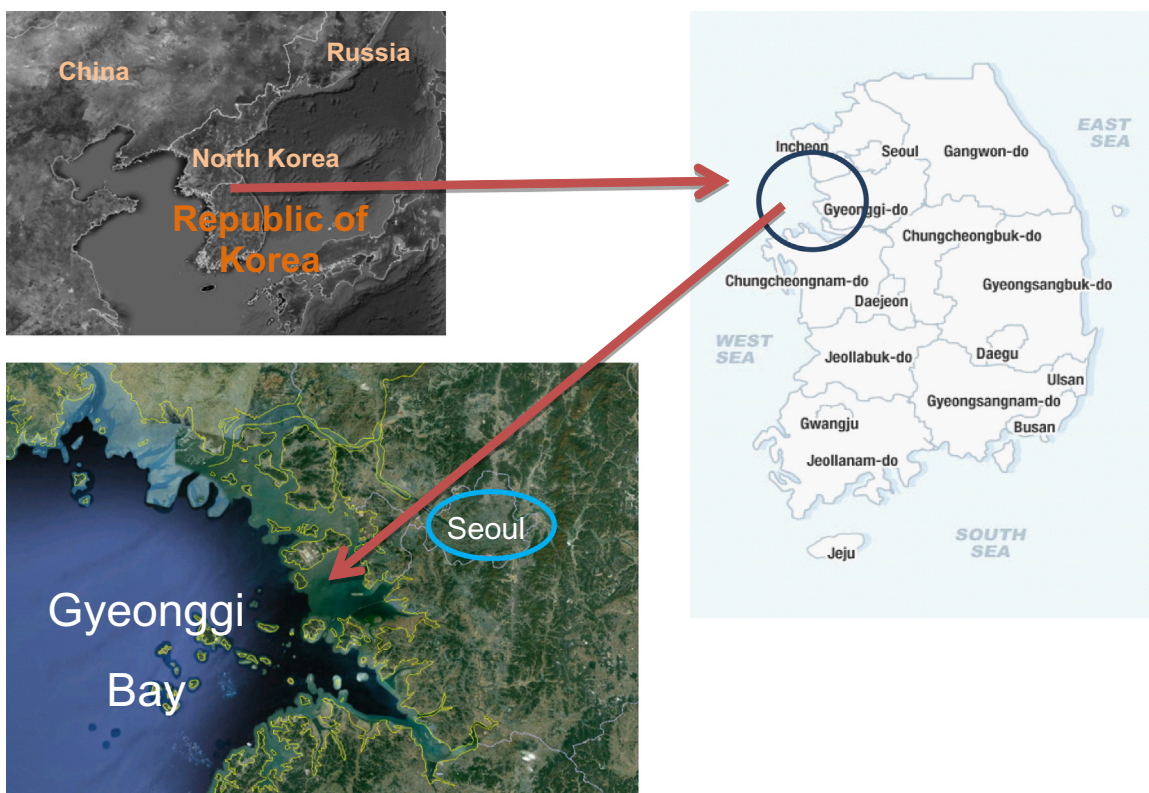 China
Russia
North Korea
Republic of
Korea
Incheon
Seoul
Gangwon-do
EAST
SEA
Gyeonggi-do
Chungcheongbuk-do
Chungcheongnam-do
Daejeon
Gyeongsangbuk-do
WEST
SEA
Jeollabuk-do
Daegu
Ulsan
Gyeongsangnam-do
Gwangju
Busan
Jeollanam-do
SOUTH
SEA
Jeju
Seoul
Gyeonggi
Bay